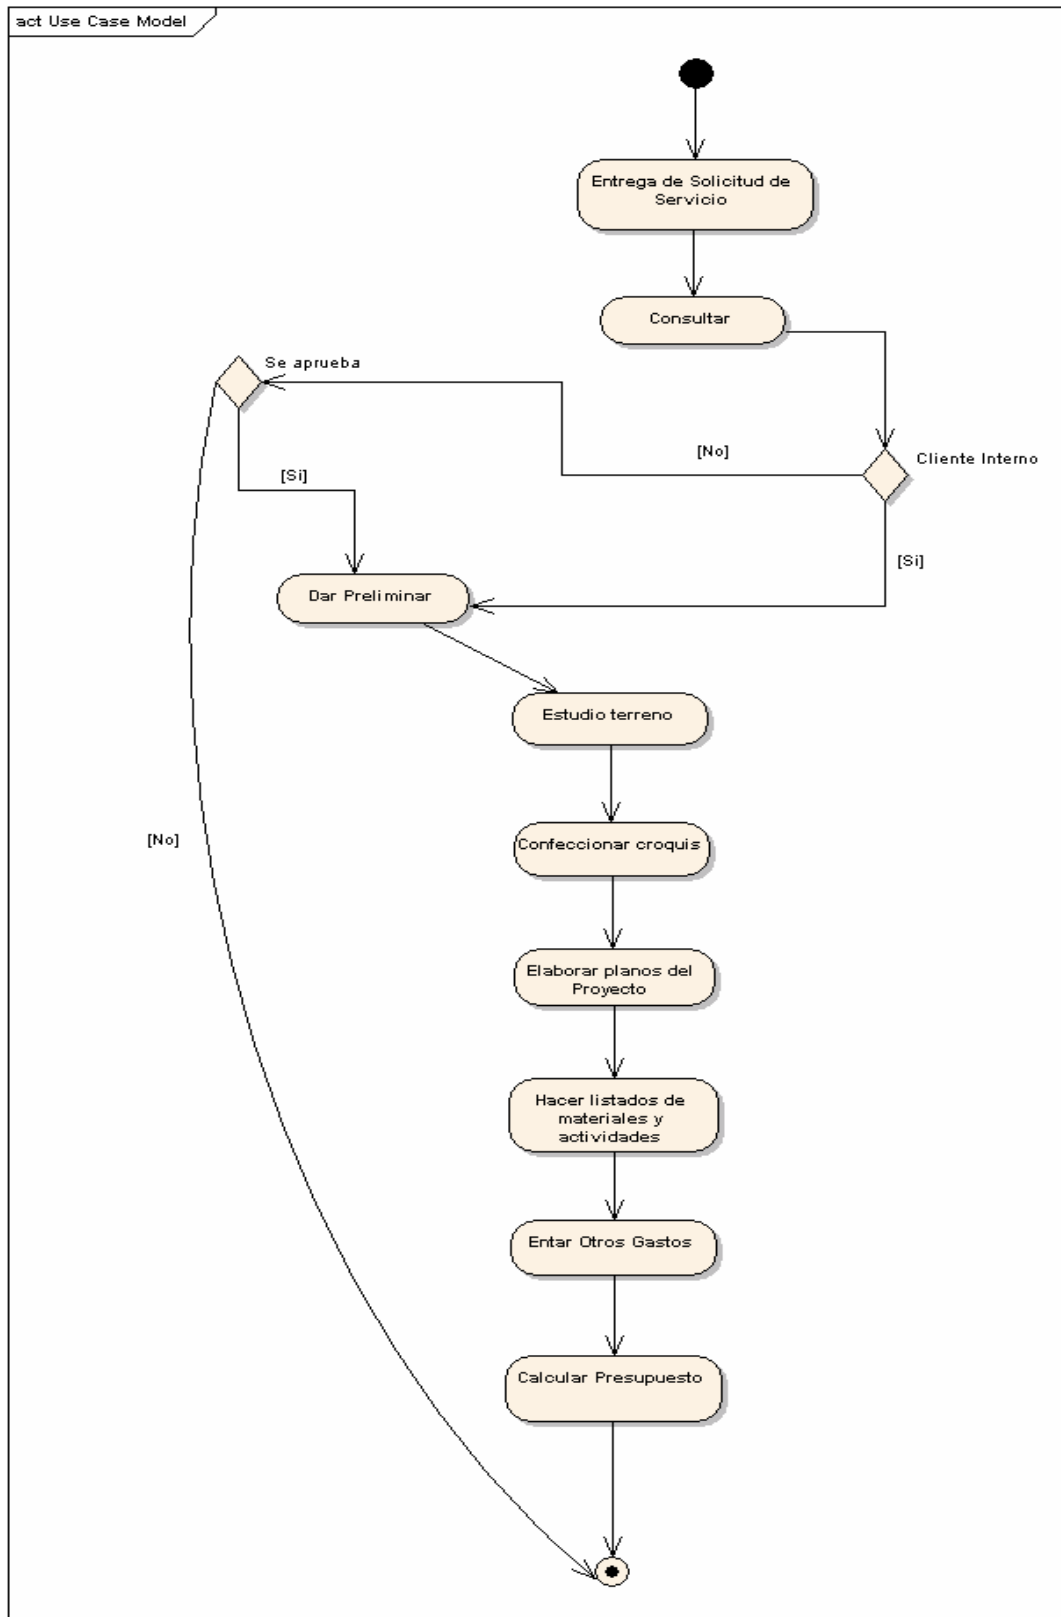 act Use Case Model
Entrega de Solicitud de
Servicio
Consultar
Se aprueba
[No]
Cliente Interno
[Si]
[Si]
Dar Preliminar
Estudio terreno
[No]
Confeccionar croquis
Elaborar planos del
Proyecto
Hacer listados de
materiales y
actividades
Entar Otros Gastos
Calcular Presupuesto